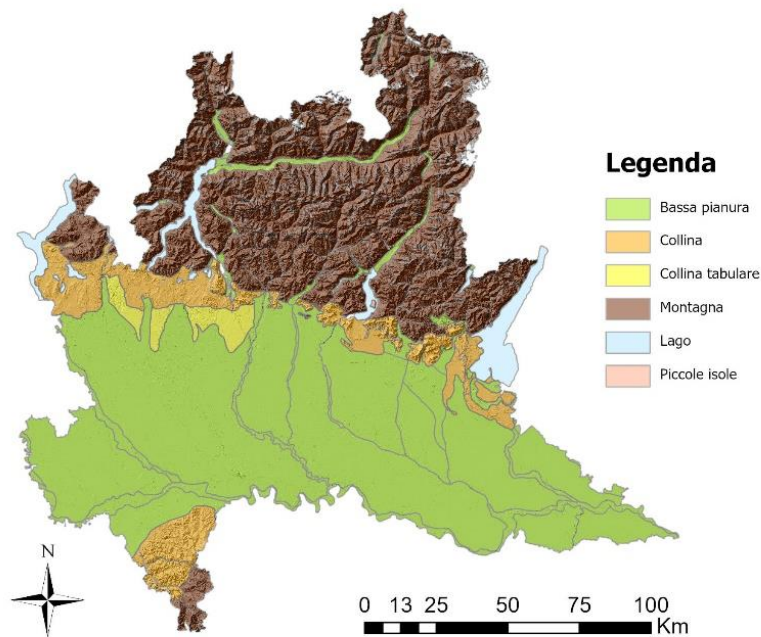 Legenda
Bassa pianura
Collina
Collina tabulare
Montagna
Lago
Piccole isole
N
0 13 25 50 75 100
Km